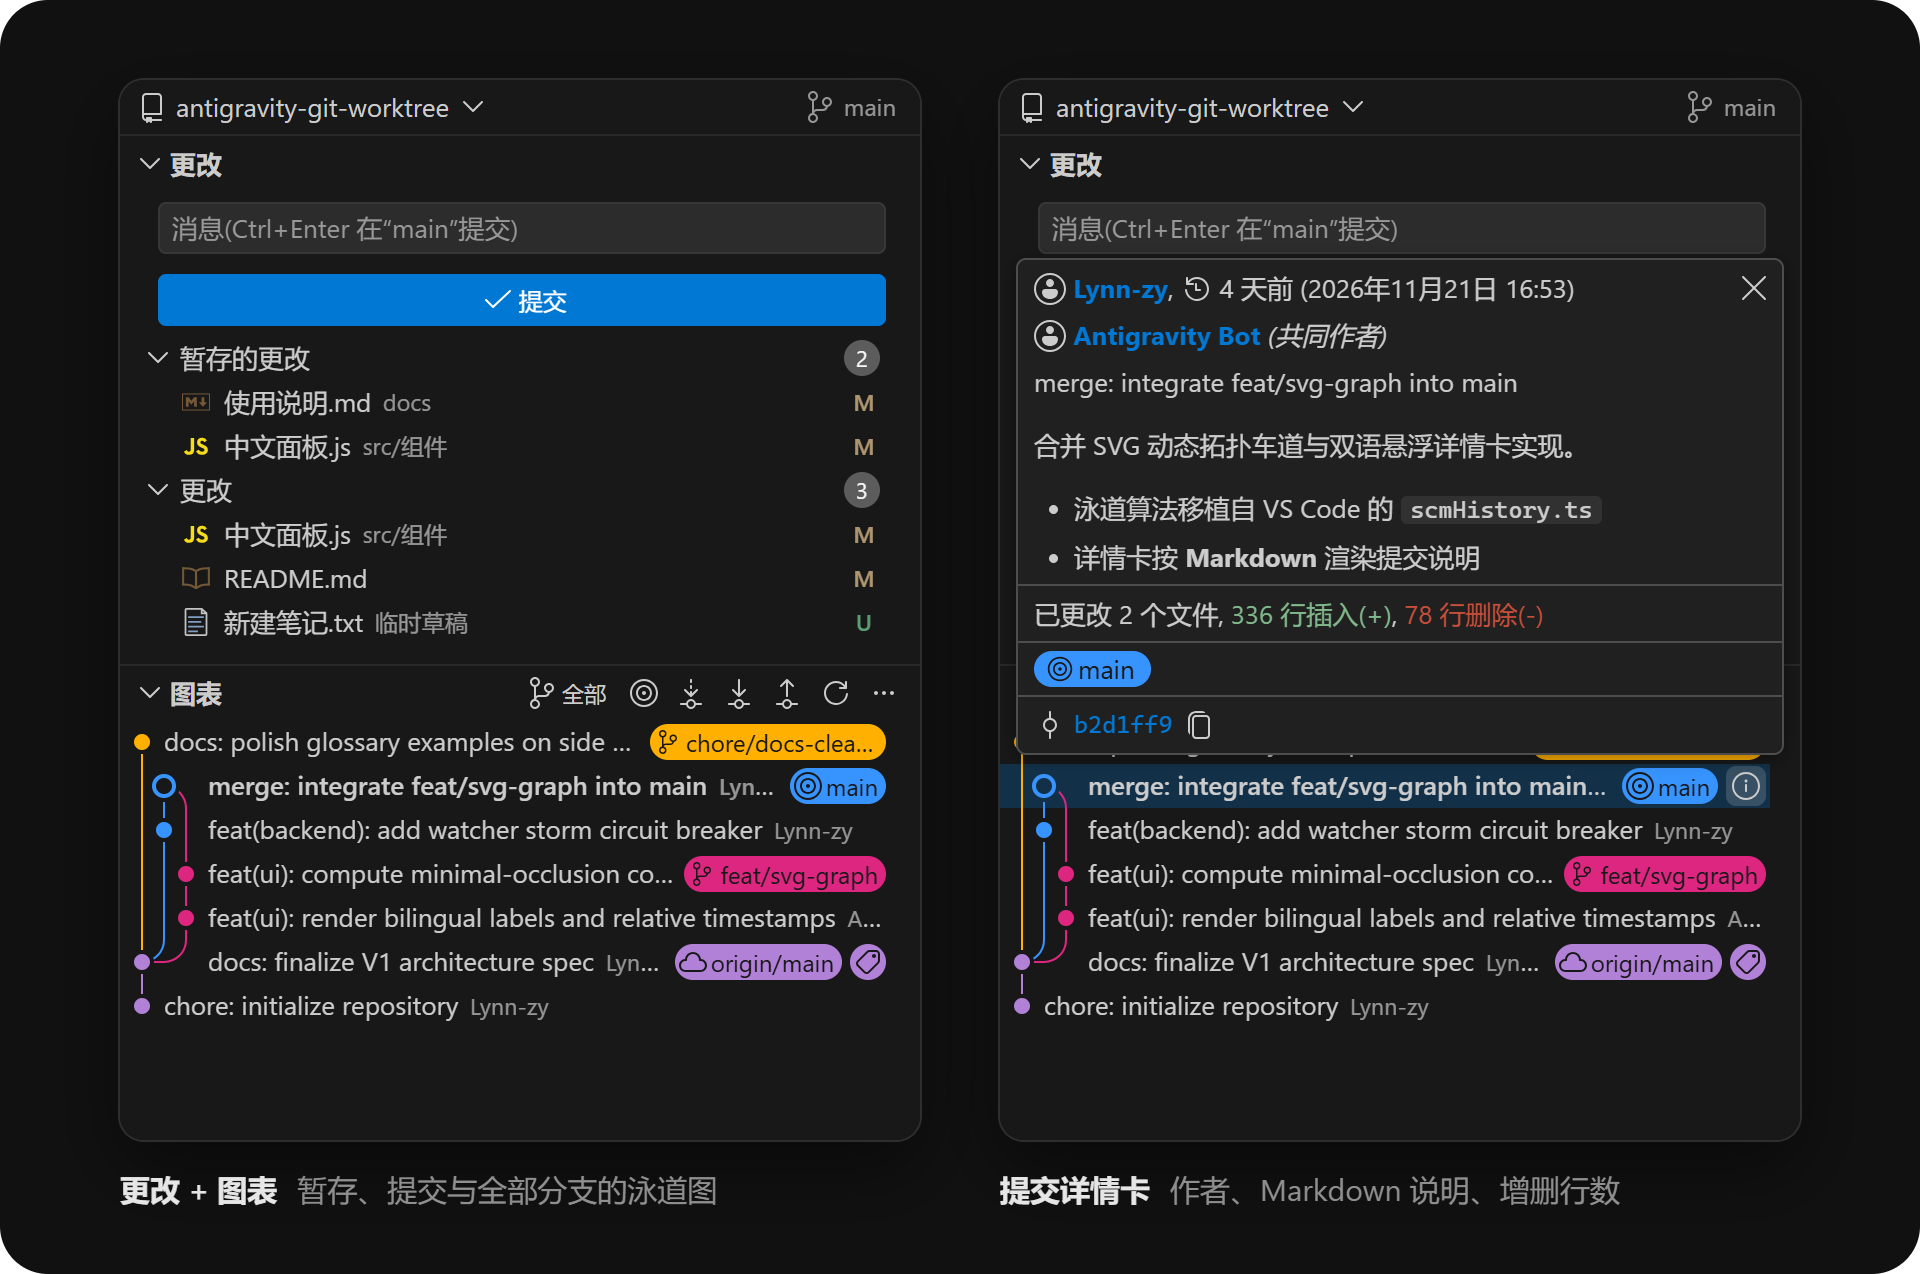 antigravity-git-worktree main
更改
消息(Ctrl+Enter 在“main”提交)
提交
暂存的更改 2
使用说明.md docs M
JS 中文面板.js src/组件 M
更改 3
JS 中文面板.js src/组件 M
README.md M
新建笔记.txt 临时草稿 U
图表 全部 ...
docs: polish glossary examples on side ... chore/docs-clea...
merge: integrate feat/svg-graph into main Lyn... main
feat(backend): add watcher storm circuit breaker Lynn-zy
feat(ui): compute minimal-occlusion co... feat/svg-graph
feat(ui): render bilingual labels and relative timestamps A...
docs: finalize V1 architecture spec Lyn... origin/main
chore: initialize repository Lynn-zy
更改 + 图表 暂存、提交与全部分支的泳道图
antigravity-git-worktree main
更改
消息(Ctrl+Enter 在“main”提交)
Lynn-zy, 4 天前 (2026年11月21日 16:53)
Antigravity Bot (共同作者)
merge: integrate feat/svg-graph into main
合并 SVG 动态拓扑车道与双语悬浮详情卡实现。
• 泳道算法移植自 VS Code 的 scmHistory.ts
• 详情卡按 Markdown 渲染提交说明
已更改 2 个文件, 336 行插入(+), 78 行删除(-)
main
b2d1ff9
merge: integrate feat/svg-graph into main... main
feat(backend): add watcher storm circuit breaker Lynn-zy
feat(ui): compute minimal-occlusion co... feat/svg-graph
feat(ui): render bilingual labels and relative timestamps A...
docs: finalize V1 architecture spec Lyn... origin/main
chore: initialize repository Lynn-zy
提交详情卡 作者、Markdown 说明、增删行数